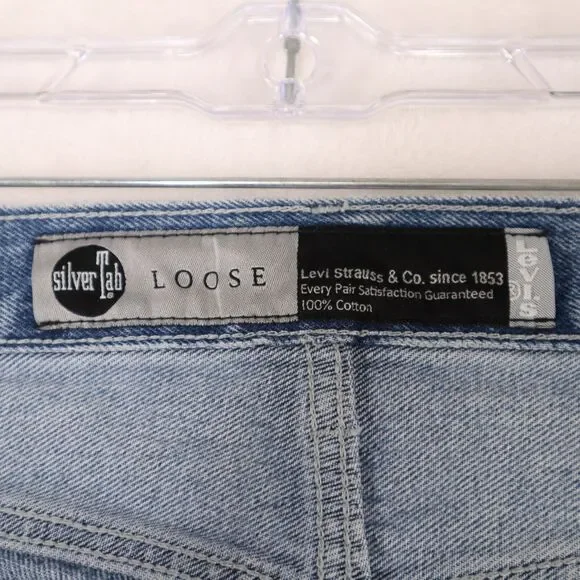 silverTab®
LOOSE
Levi Strauss & Co. since 1853
Every Pair Satisfaction Guaranteed
100% Cotton
Levi's®